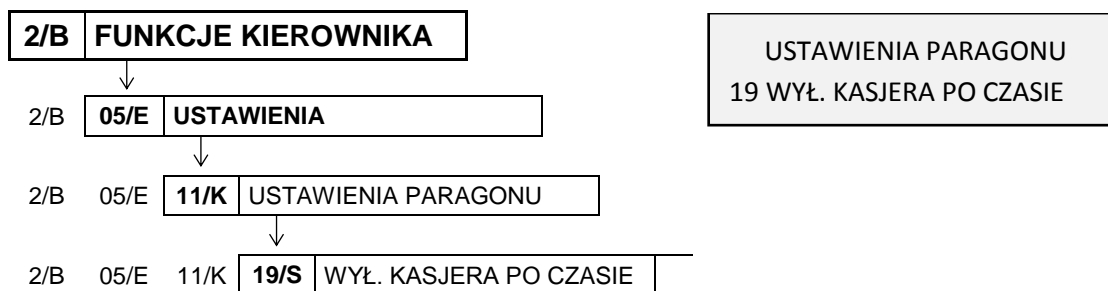 2/B FUNKCJE KIEROWNIKA
2/B 05/E USTAWIENIA
2/B 05/E 11/K USTAWIENIA PARAGONU
2/B 05/E 11/K 19/S WYŁ. KASJERA PO CZASIE
USTAWIENIA PARAGONU
19 WYŁ. KASJERA PO CZASIE